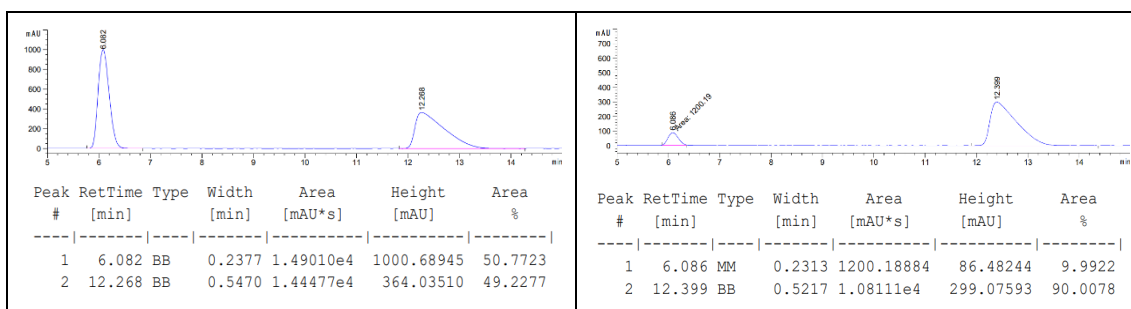 mAU
1000
800
600
400
200
0
6.082
12.268
5 6 7 8 9 10 11 12 13 14 min
Peak RetTime Type Width Area Height Area
# [min] [min] [mAU*s] [mAU] %
----|-------|----|-------|----------|----------|--------|
1 6.082 BB 0.2377 1.49010e4 1000.68945 50.7723
2 12.268 BB 0.5470 1.44477e4 364.03510 49.2277
mAU
700
600
500
400
300
200
100
0
6.086
Area: 1200.19
12.399
5 6 7 8 9 10 11 12 13 14 min
Peak RetTime Type Width Area Height Area
# [min] [min] [mAU*s] [mAU] %
----|-------|----|-------|----------|----------|--------|
1 6.086 MM 0.2313 1200.18884 86.48244 9.9922
2 12.399 BB 0.5217 1.08111e4 299.07593 90.0078